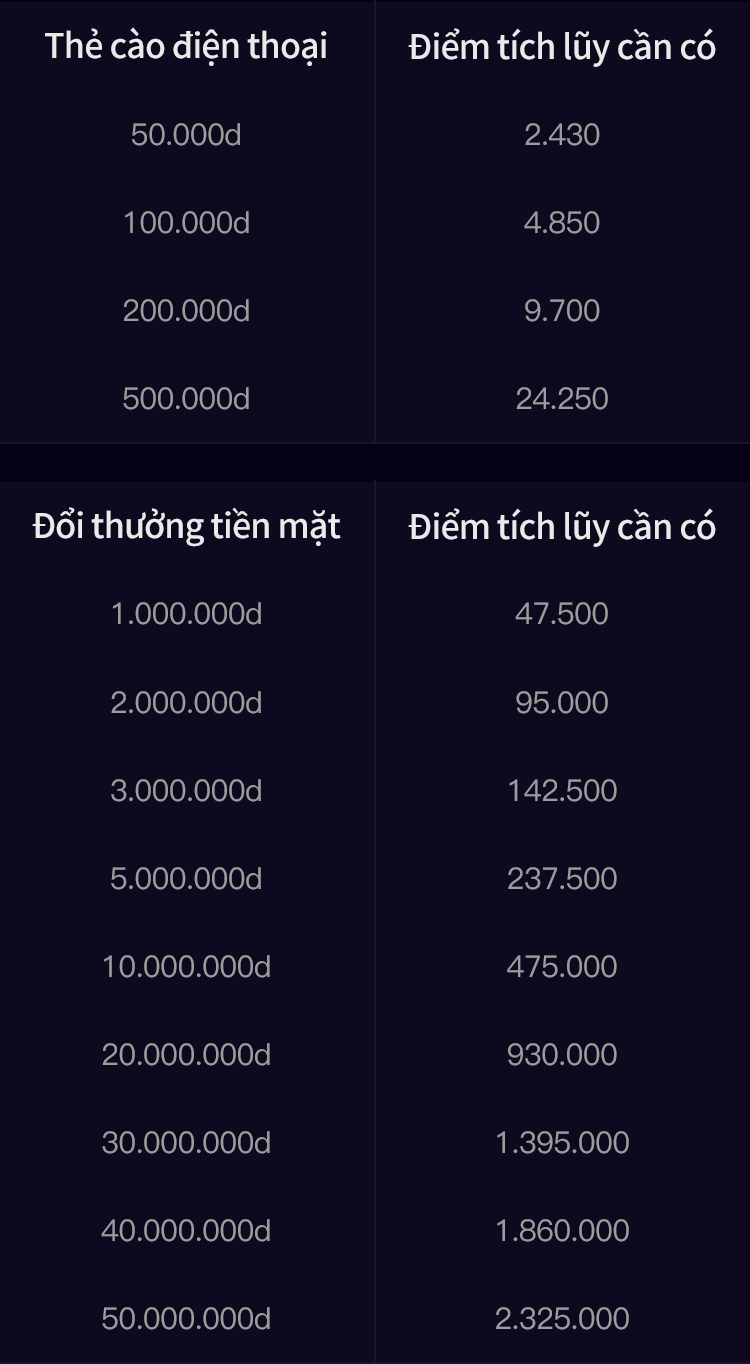 Thẻ cào điện thoại Điểm tích lũy cần có
50.000d 2.430
100.000d 4.850
200.000d 9.700
500.000d 24.250
Đổi thưởng tiền mặt Điểm tích lũy cần có
1.000.000d 47.500
2.000.000d 95.000
3.000.000d 142.500
5.000.000d 237.500
10.000.000d 475.000
20.000.000d 930.000
30.000.000d 1.395.000
40.000.000d 1.860.000
50.000.000d 2.325.000